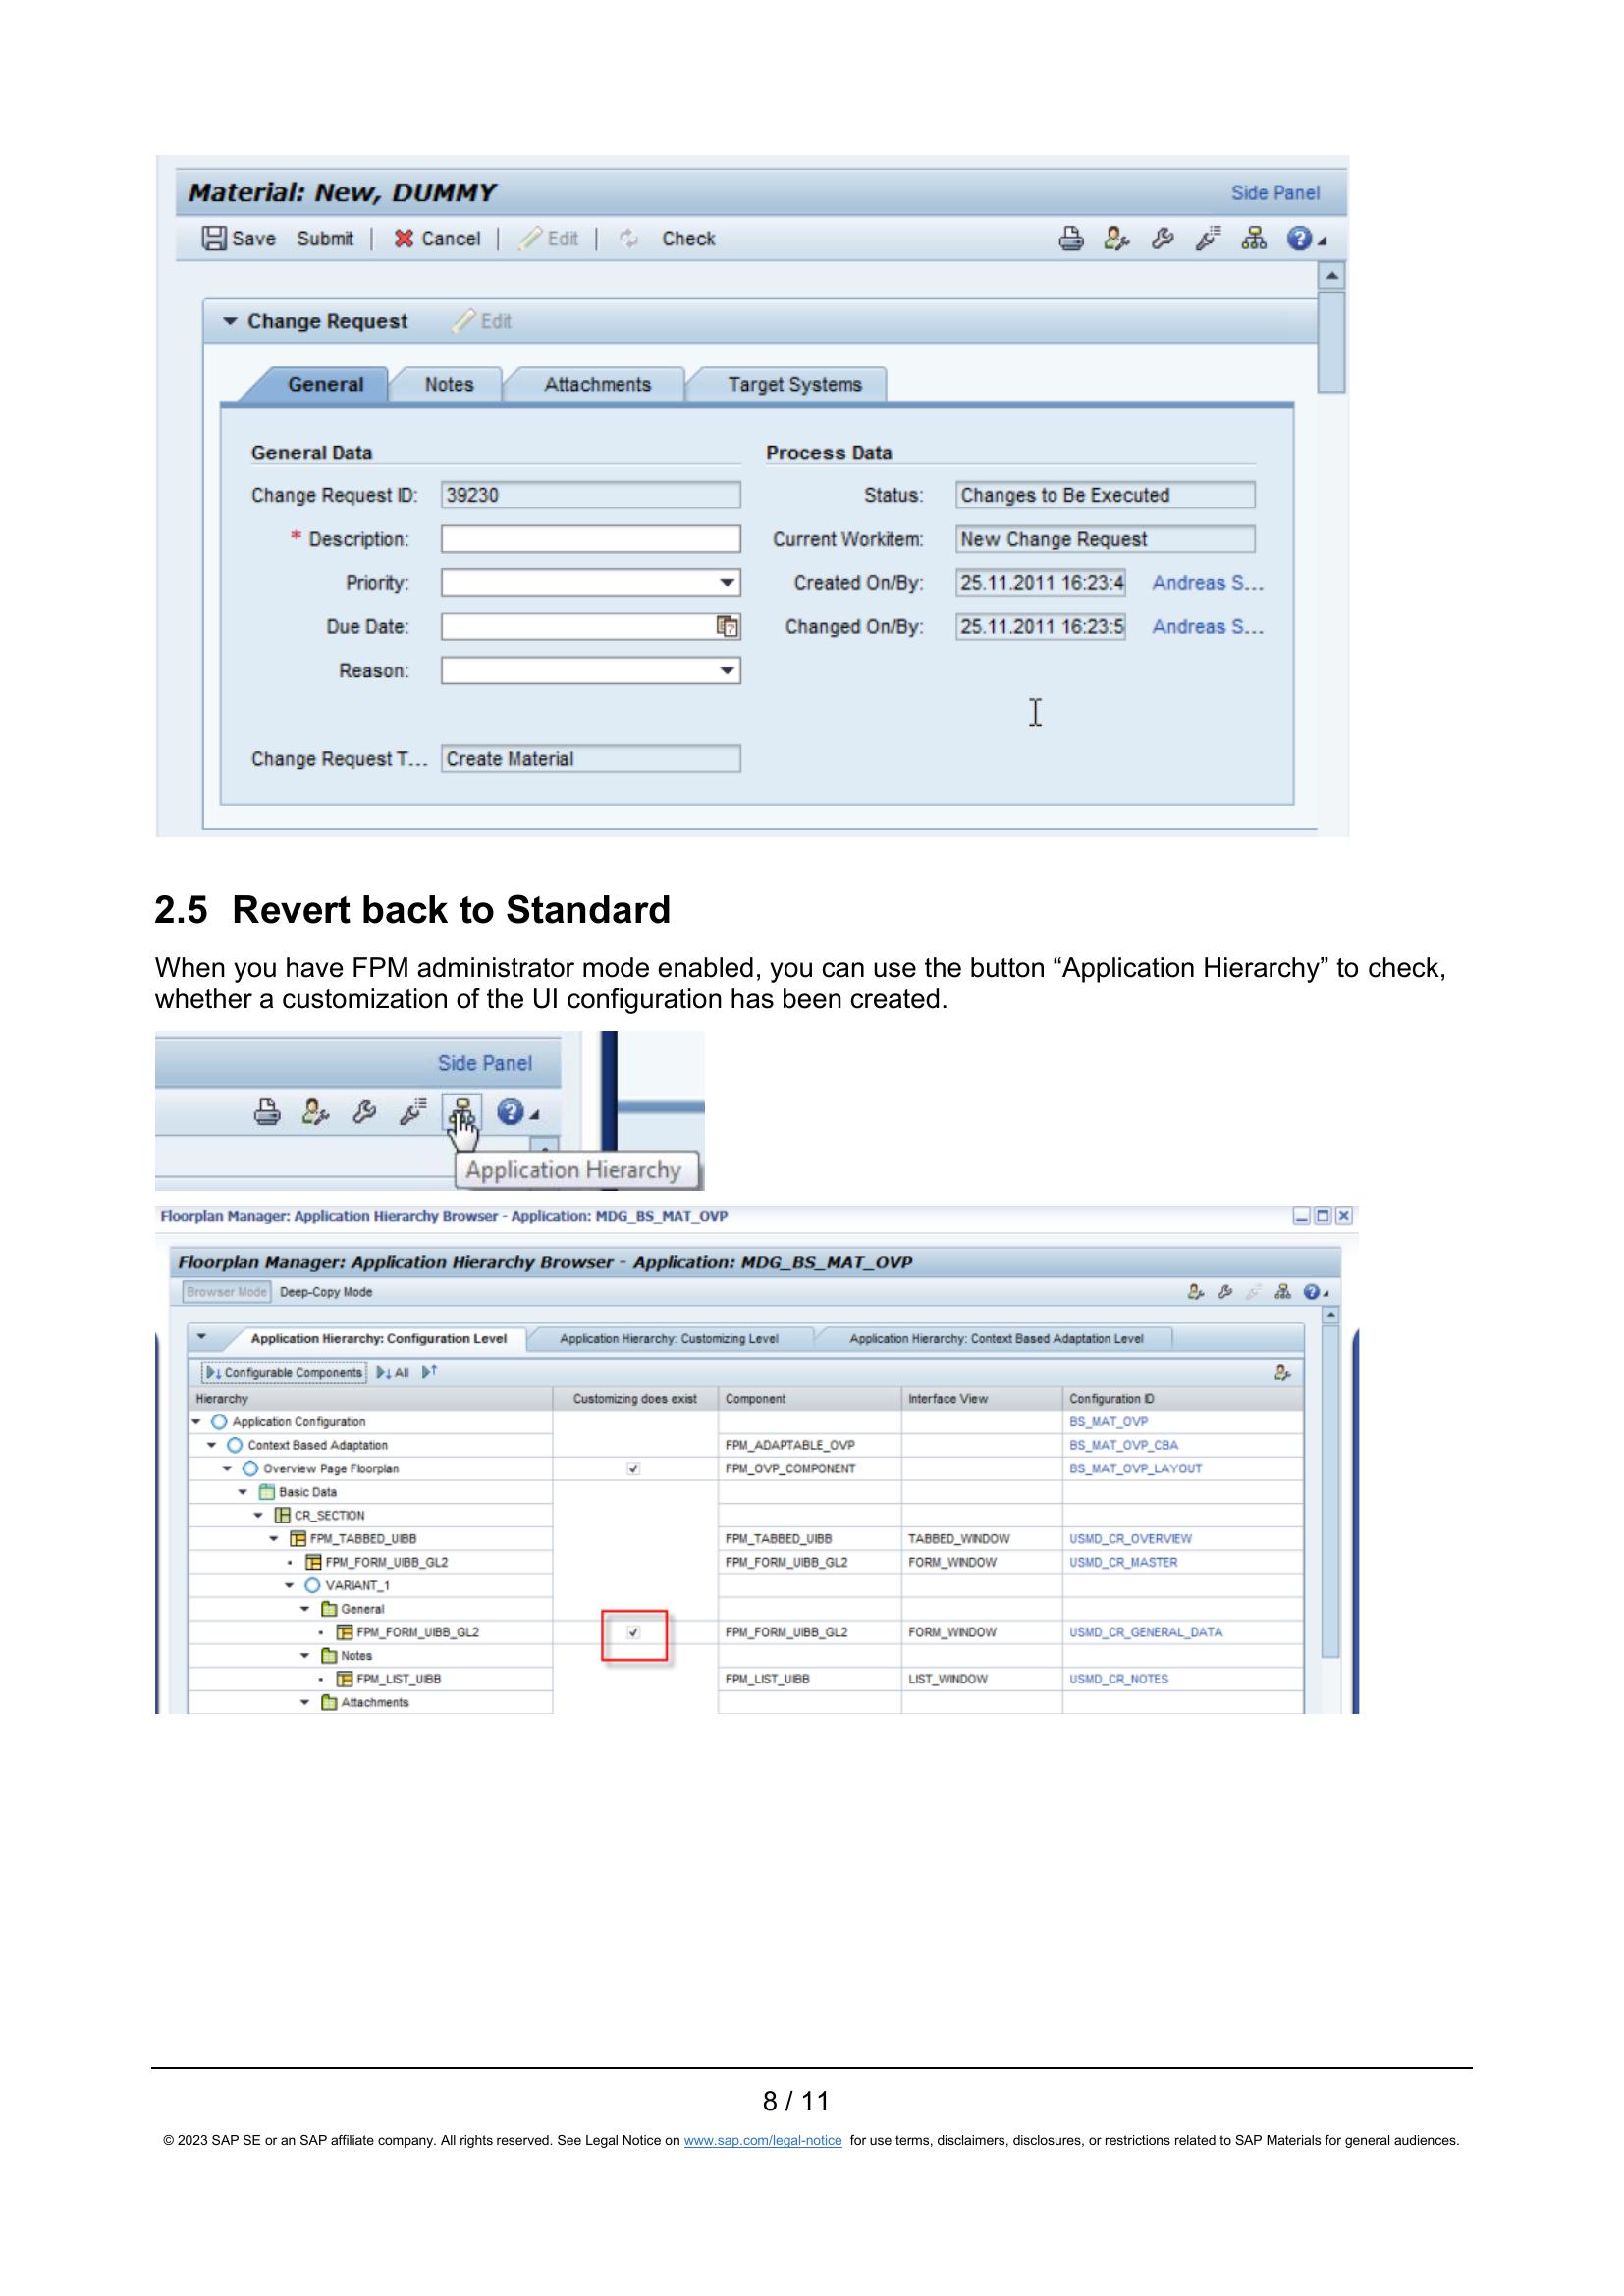 Material: New, DUMMY Side Panel
Save Submit Cancel Edit Check
Change Request Edit
General Notes Attachments Target Systems
General Data Process Data
Change Request ID: 39230 Status: Changes to Be Executed
* Description: Current Workitem: New Change Request
Priority: Created On/By: 25.11.2011 16:23:4 Andreas S...
Due Date: Changed On/By: 25.11.2011 16:23:5 Andreas S...
Reason:
Change Request T... Create Material
2.5 Revert back to Standard
When you have FPM administrator mode enabled, you can use the button “Application Hierarchy” to check,
whether a customization of the UI configuration has been created.
Side Panel
Application Hierarchy
Floorplan Manager: Application Hierarchy Browser - Application: MDG_BS_MAT_OVP
Floorplan Manager: Application Hierarchy Browser - Application: MDG_BS_MAT_OVP
Browser Mode Deep-Copy Mode
Application Hierarchy: Configuration Level Application Hierarchy: Customizing Level Application Hierarchy: Context Based Adaptation Level
Configurable Components All
Hierarchy Customizing does exist Component Interface View Configuration ID
Application Configuration BS_MAT_OVP
Context Based Adaptation FPM_ADAPTABLE_OVP BS_MAT_OVP_CBA
Overview Page Floorplan FPM_OVP_COMPONENT BS_MAT_OVP_LAYOUT
Basic Data
CR_SECTION
FPM_TABBED_UIBB FPM_TABBED_UIBB TABBED_WINDOW USMD_CR_OVERVIEW
FPM_FORM_UIBB_GL2 FPM_FORM_UIBB_GL2 FORM_WINDOW USMD_CR_MASTER
VARIANT_1
General
FPM_FORM_UIBB_GL2 FPM_FORM_UIBB_GL2 FORM_WINDOW USMD_CR_GENERAL_DATA
Notes
FPM_LIST_UIBB FPM_LIST_UIBB LIST_WINDOW USMD_CR_NOTES
Attachments
8 / 11
© 2023 SAP SE or an SAP affiliate company. All rights reserved. See Legal Notice on www.sap.com/legal-notice for use terms, disclaimers, disclosures, or restrictions related to SAP Materials for general audiences.